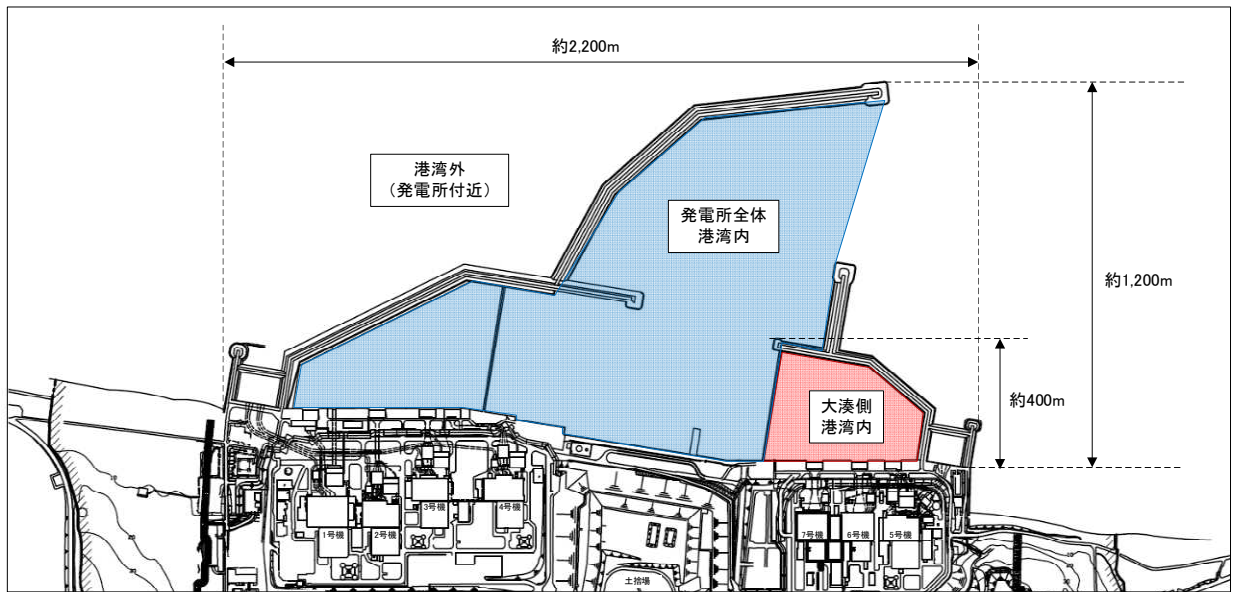 約2,200m
港湾外
(発電所付近)
発電所全体
港湾内
約1,200m
大湊側
港湾内
約400m
1号機
2号機
3号機
4号機
7号機
6号機
5号機
土捨場